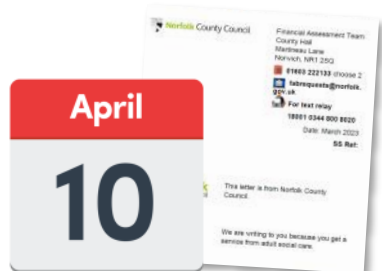 Norfolk County Council
Financial Assessment Team
County Hall
Martineau Lane
Norwich, NR1 2SQ
01603 222133 choose 2
fabrequests@norfolk.
gov.uk
For text relay
18001 0344 800 8020
Date: March 2023
SS Ref:
This letter is from Norfolk County
Council.
We are writing to you because you get a
service from adult social care.
April
10